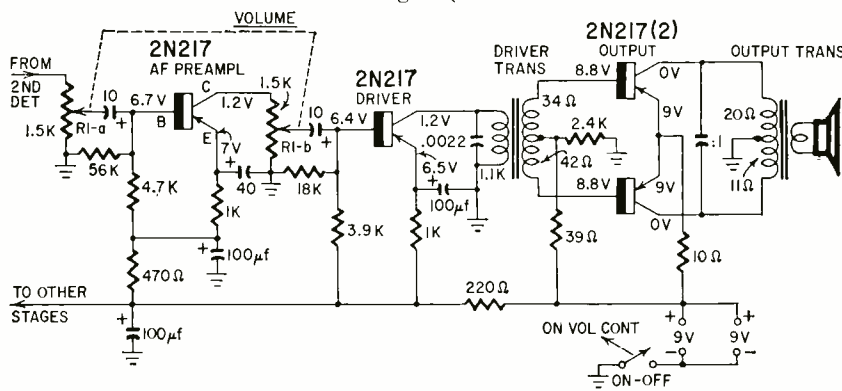 VOLUME
FROM
2ND
DET
2N217
AF PREAMPL
2N217
DRIVER
DRIVER
TRANS
2N217(2)
OUTPUT
OUTPUT TRANS
10
+
6.7V
B
C
1.2V
E
7V
1.5K
R1-a
1.5K
R1-b
10
+
6.4V
1.2V
.0022
6.5V
1.1K
34Ω
42Ω
2.4K
8.8V
0V
9V
8.8V
9V
0V
.1
20Ω
11Ω
56K
4.7K
1K
+
40
18K
3.9K
1K
+
100μf
39Ω
10Ω
+
100μf
470Ω
220Ω
TO OTHER
STAGES
+
100μf
ON VOL CONT
ON-OFF
+
9V
−
+
9V
−